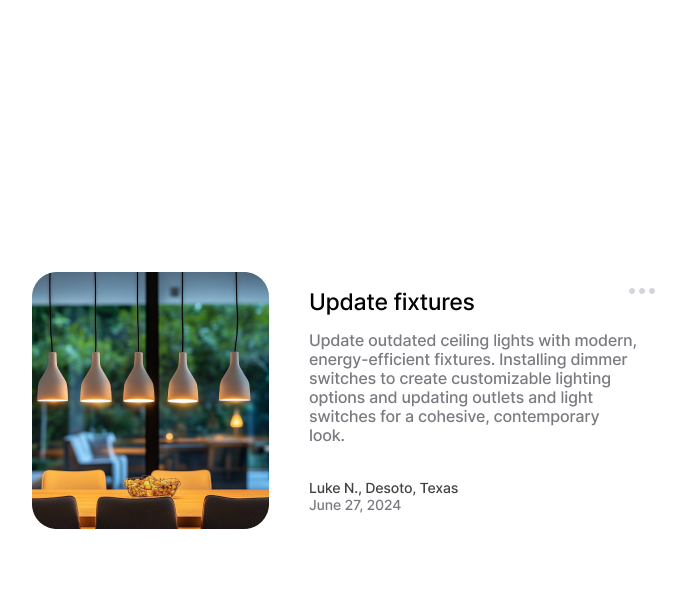 Update fixtures
Update outdated ceiling lights with modern,
energy-efficient fixtures. Installing dimmer
switches to create customizable lighting
options and updating outlets and light
switches for a cohesive, contemporary
look.
Luke N., Desoto, Texas
June 27, 2024